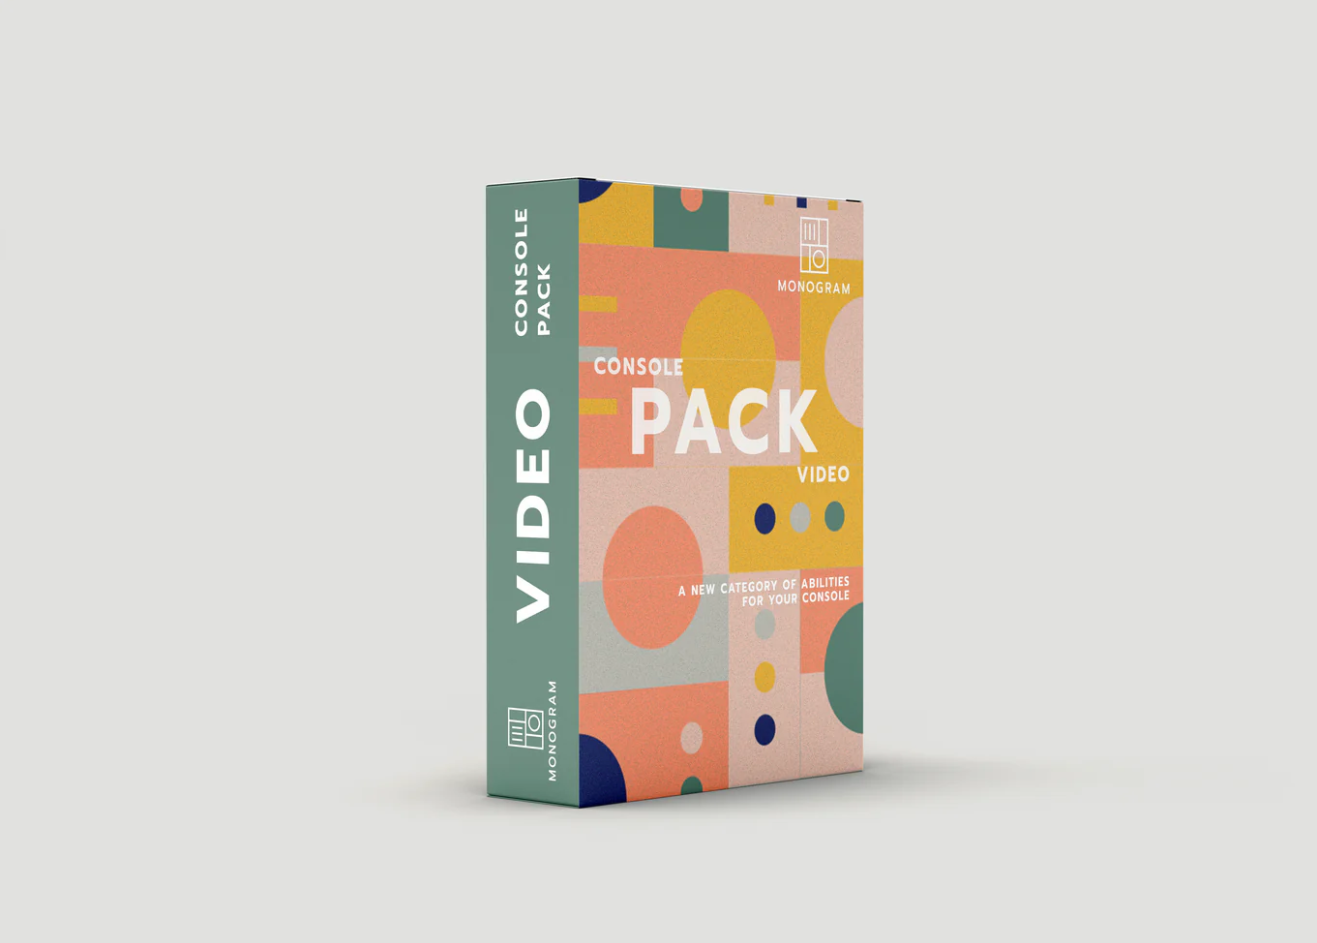 CONSOLE
PACK
VIDEO
MONOGRAM
MONOGRAM
CONSOLE
PACK
VIDEO
A NEW CATEGORY OF ABILITIES
FOR YOUR CONSOLE